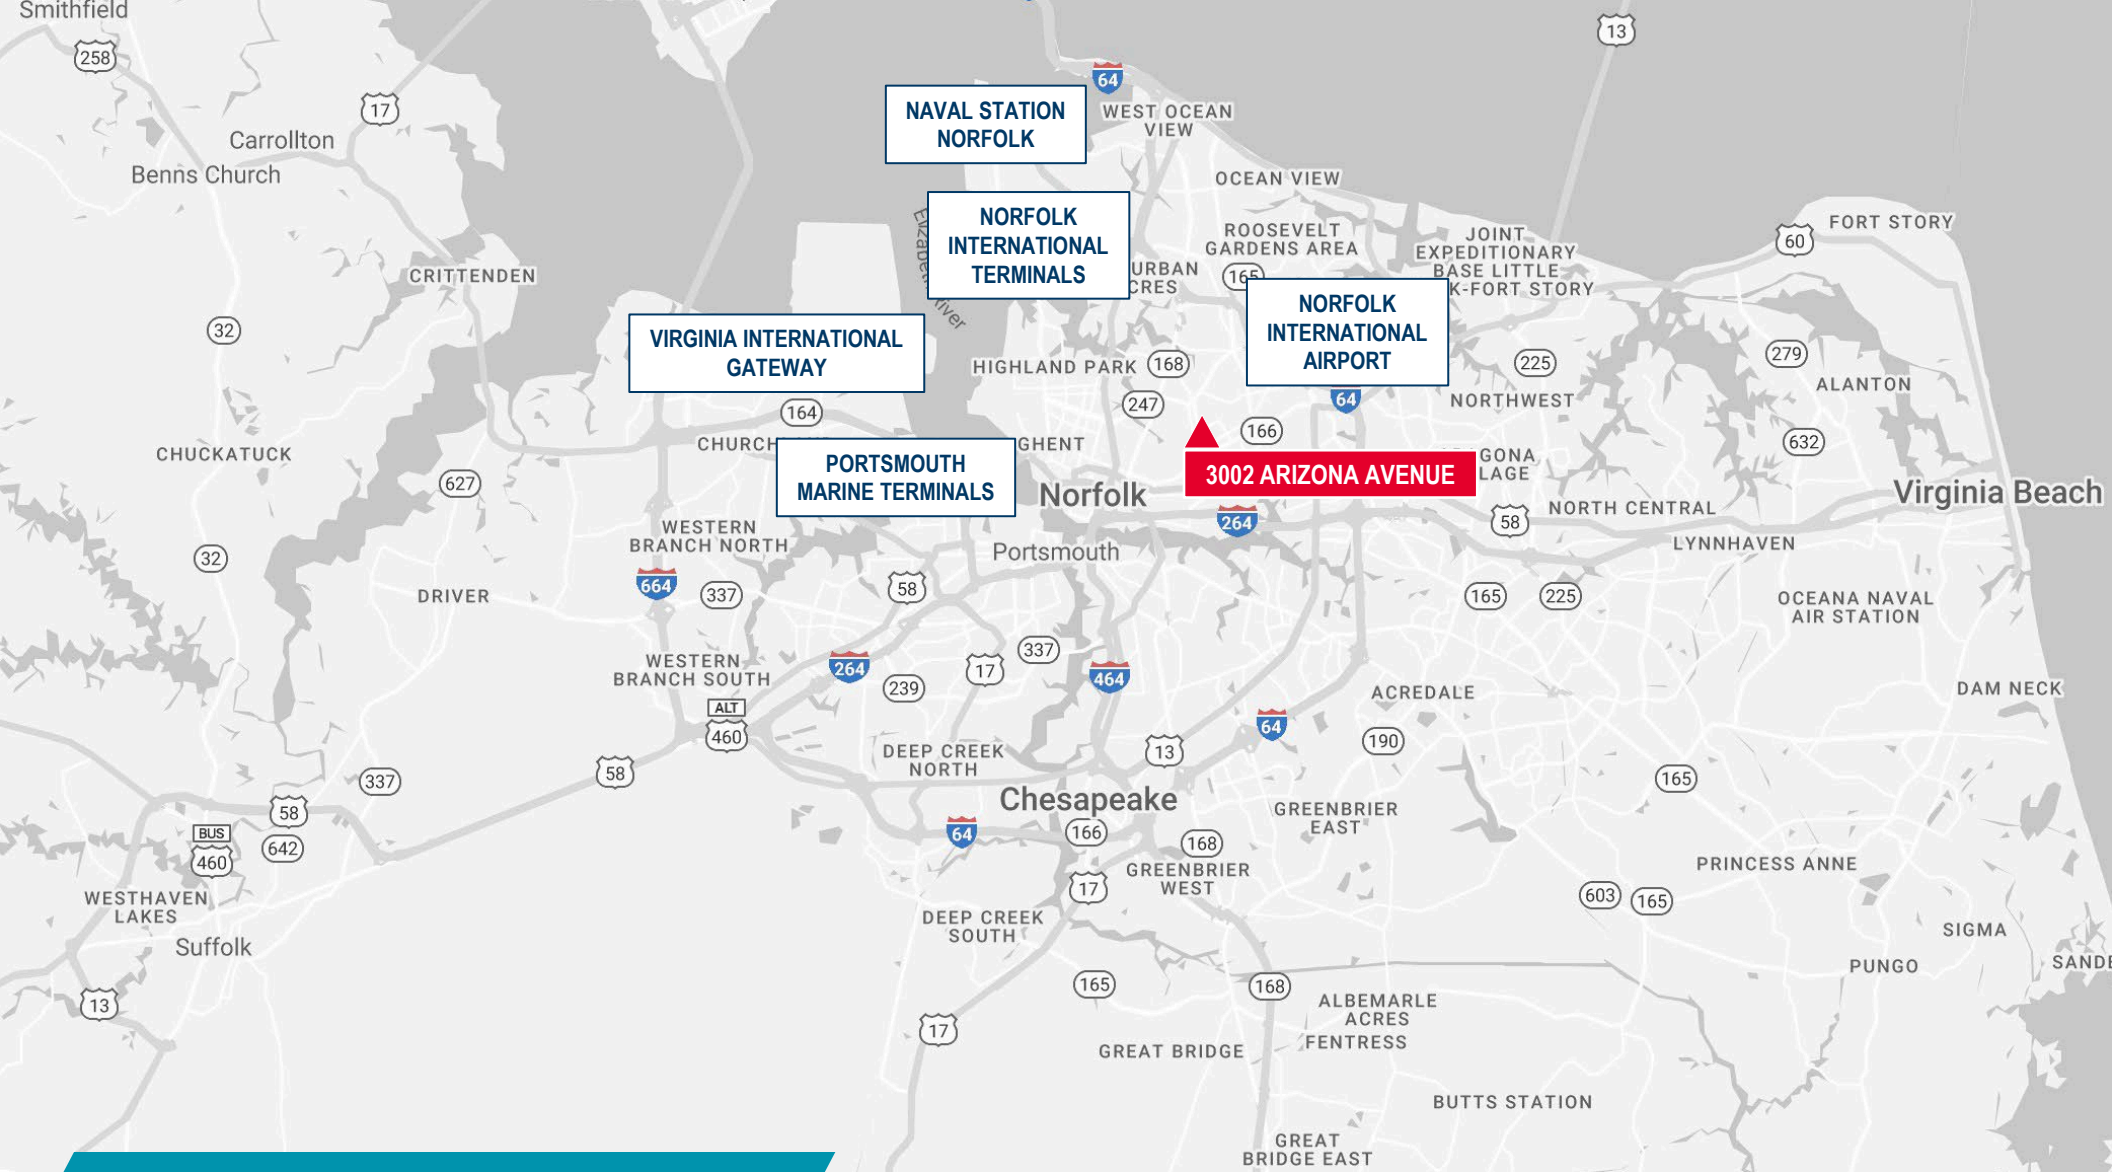 Smithfield
258
17
Carrollton
Benns Church
64
13
NAVAL STATION
NORFOLK
WEST OCEAN
VIEW
OCEAN VIEW
NORFOLK
INTERNATIONAL
TERMINALS
Elizabeth River
URBAN
CRES
ROOSEVELT
GARDENS AREA
165
JOINT
EXPEDITIONARY
BASE LITTLE
K-FORT STORY
60
FORT STORY
CRITTENDEN
32
NORFOLK
INTERNATIONAL
AIRPORT
VIRGINIA INTERNATIONAL
GATEWAY
HIGHLAND PARK
168
225
279
ALANTON
247
64
NORTHWEST
164
CHURCH
GHENT
166
632
CHUCKATUCK
PORTSMOUTH
MARINE TERMINALS
3002 ARIZONA AVENUE
GONA
LAGE
627
Norfolk
Virginia Beach
264
58
NORTH CENTRAL
WESTERN
BRANCH NORTH
Portsmouth
LYNNHAVEN
32
664
337
58
DRIVER
165
225
OCEANA NAVAL
AIR STATION
WESTERN
BRANCH SOUTH
264
239
17
337
464
ACREDALE
DAM NECK
ALT
460
64
190
13
58
DEEP CREEK
NORTH
337
165
58
Chesapeake
GREENBRIER
EAST
BUS
460
642
64
166
168
GREENBRIER
WEST
PRINCESS ANNE
17
603
165
WESTHAVEN
LAKES
DEEP CREEK
SOUTH
SIGMA
Suffolk
PUNGO
SANDE
165
168
13
ALBEMARLE
ACRES
17
FENTRESS
GREAT BRIDGE
BUTTS STATION
GREAT
BRIDGE EAST